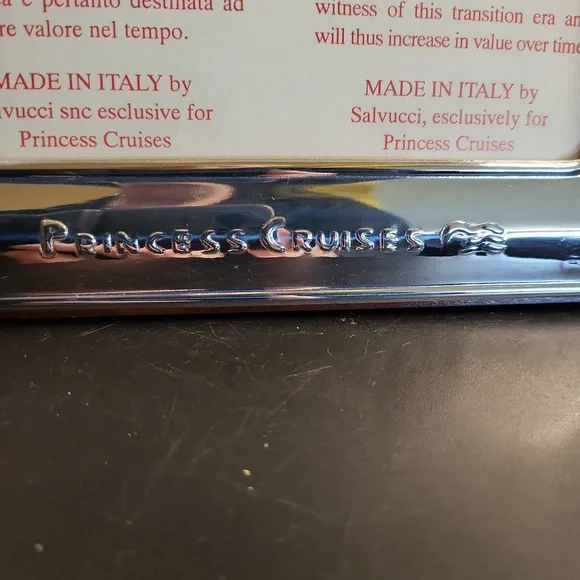 è pertanto destinata ad
re valore nel tempo.
MADE IN ITALY by
vucci snc esclusive for
Princess Cruises
witness of this transition era an
will thus increase in value over time
MADE IN ITALY by
Salvucci, esclusively for
Princess Cruises
PRINCESS CRUISES